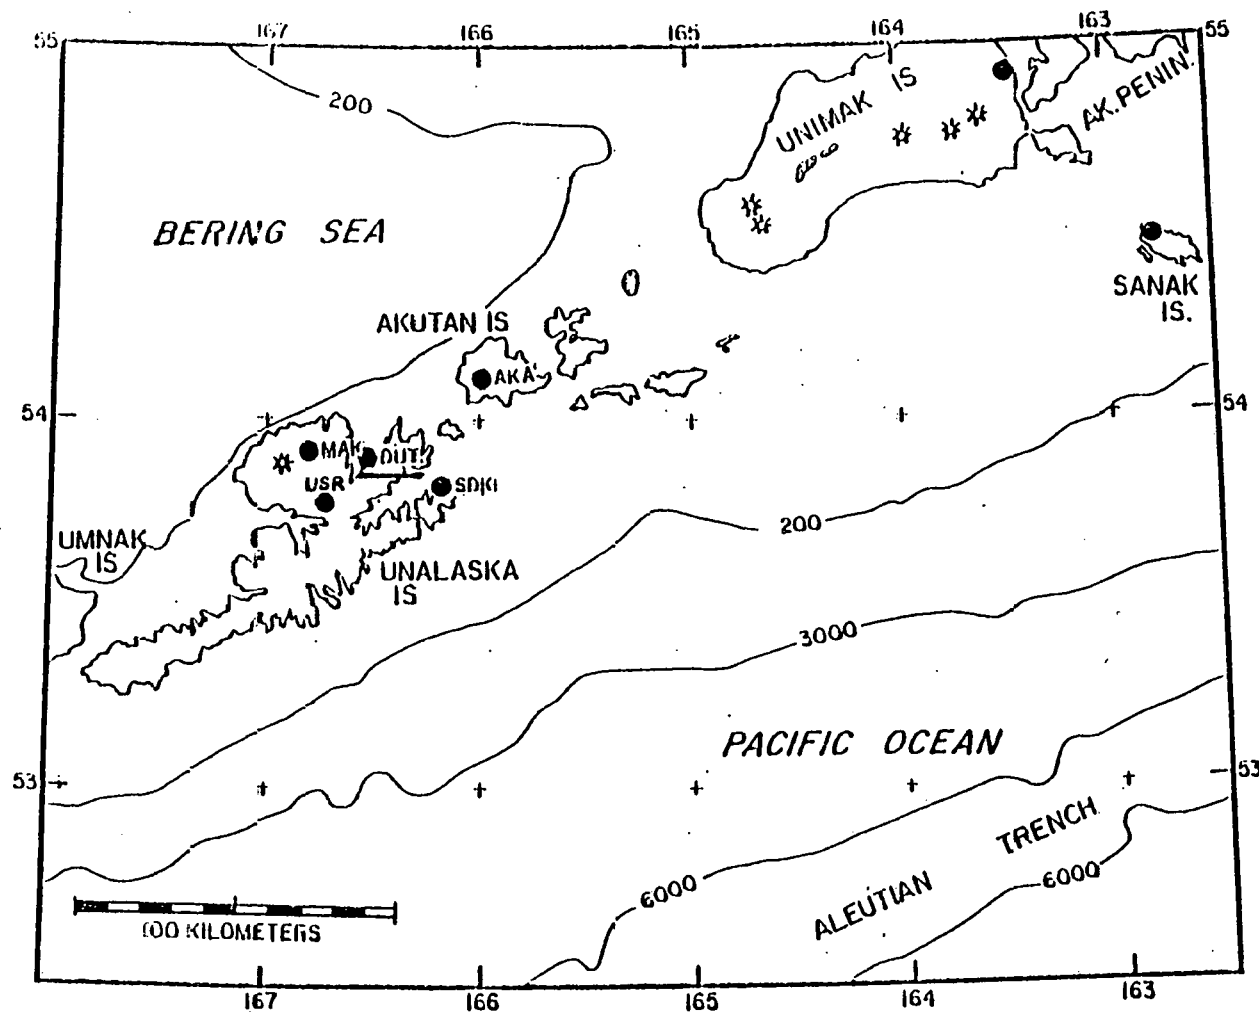 167 166 165 164 163
55 55
200
UNIMAK IS
AK. PENIN.
BERING SEA
SANAK
IS.
AKUTAN IS
AKA
54 54
MAK
DUT
USR
SDK
200
UMNAK
IS
UNALASKA
IS
3000
PACIFIC OCEAN
53 53
TRENCH
6000
6000
ALEUTIAN
100 KILOMETERS
167 166 165 164 163